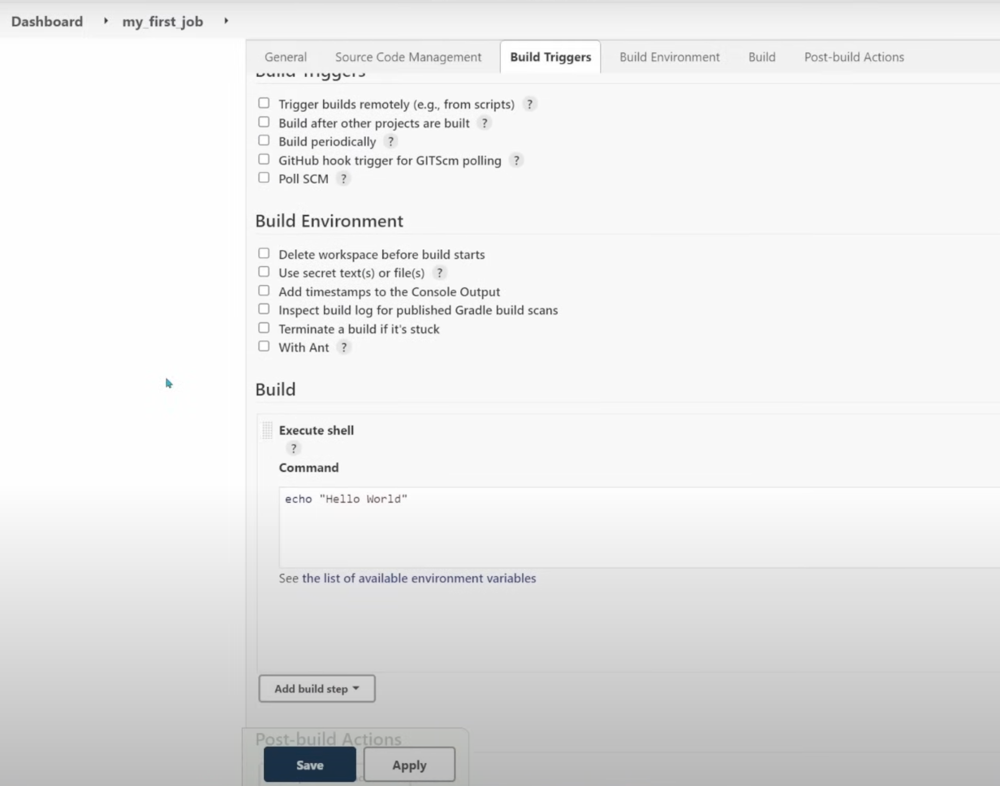 Dashboard my_first_job
General Source Code Management Build Triggers Build Environment Build Post-build Actions
Build Triggers
Trigger builds remotely (e.g., from scripts) ?
Build after other projects are built ?
Build periodically ?
GitHub hook trigger for GITScm polling ?
Poll SCM ?
Build Environment
Delete workspace before build starts
Use secret text(s) or file(s) ?
Add timestamps to the Console Output
Inspect build log for published Gradle build scans
Terminate a build if it's stuck
With Ant ?
Build
Execute shell
?
Command
echo "Hello World"
See the list of available environment variables
Add build step
Post-build Actions
Save Apply